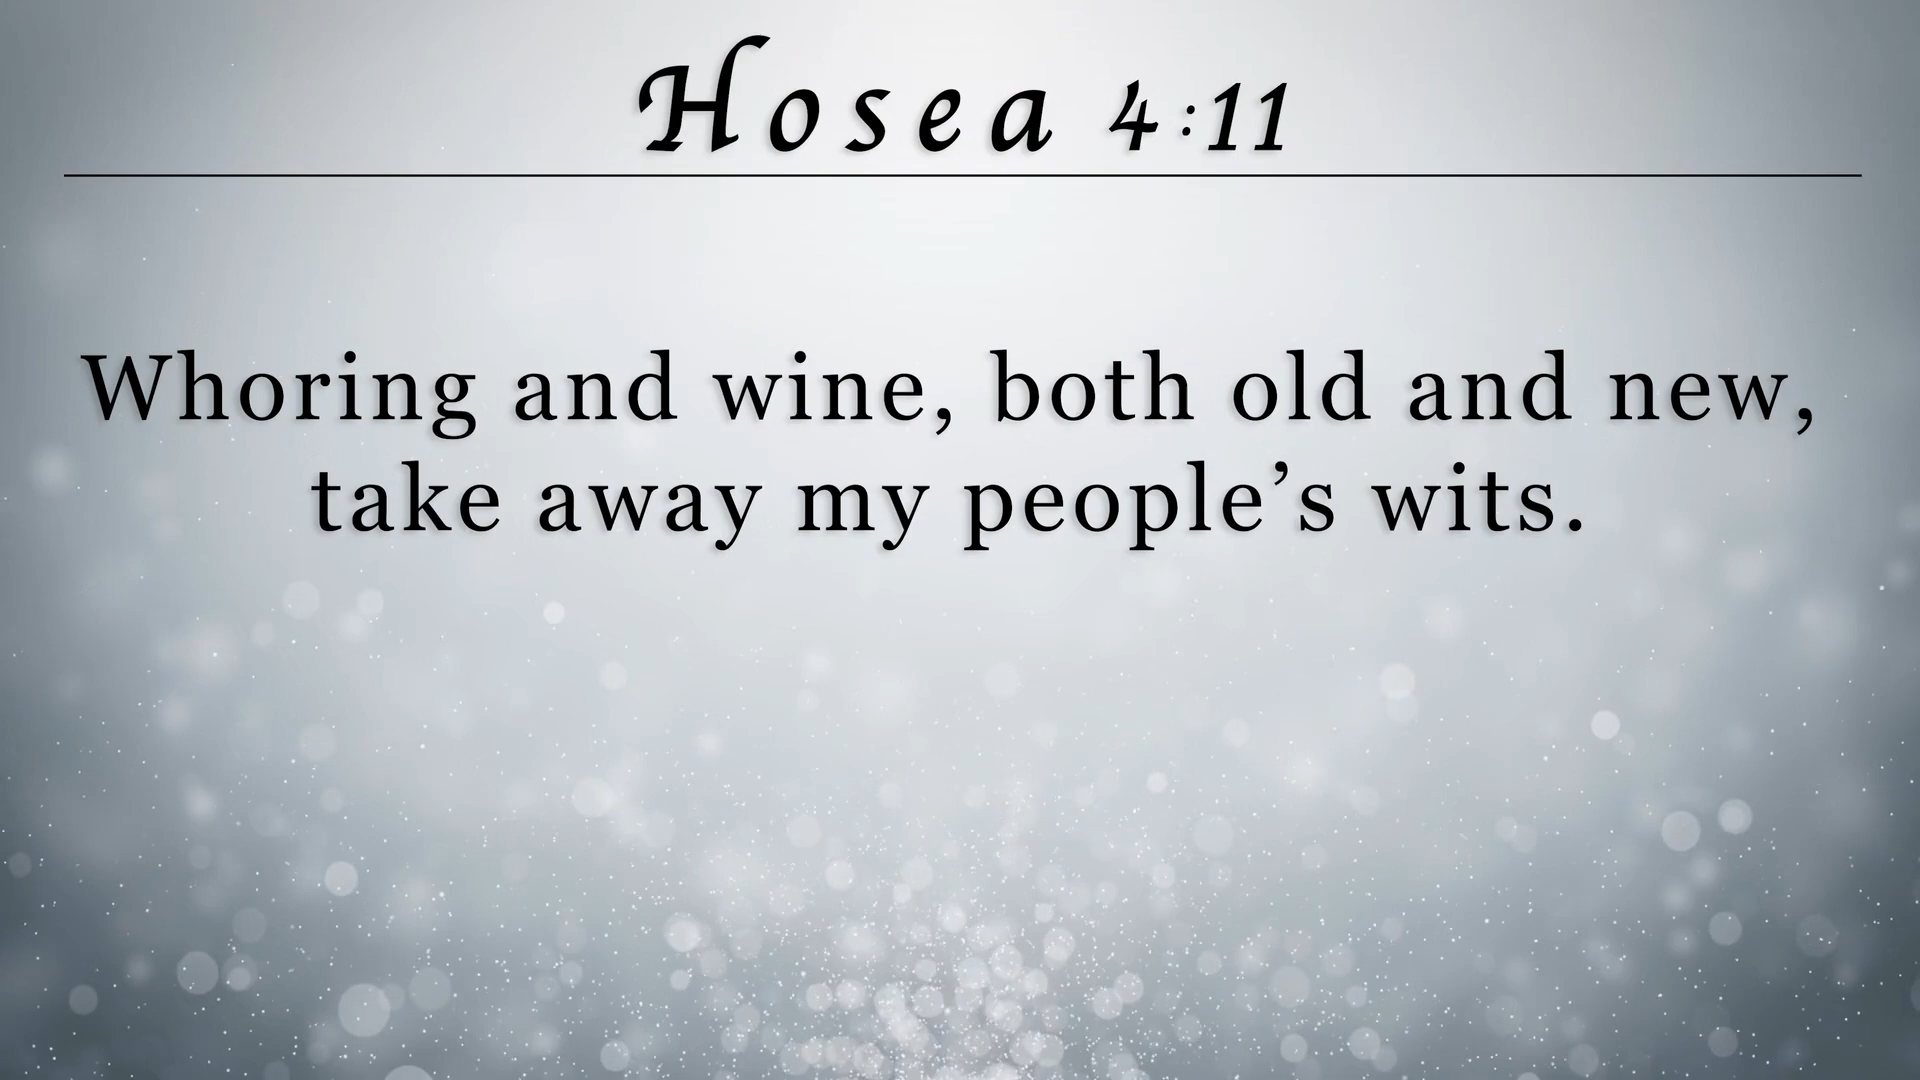 Hosea 4:11
Whoring and wine, both old and new,
take away my people’s wits.